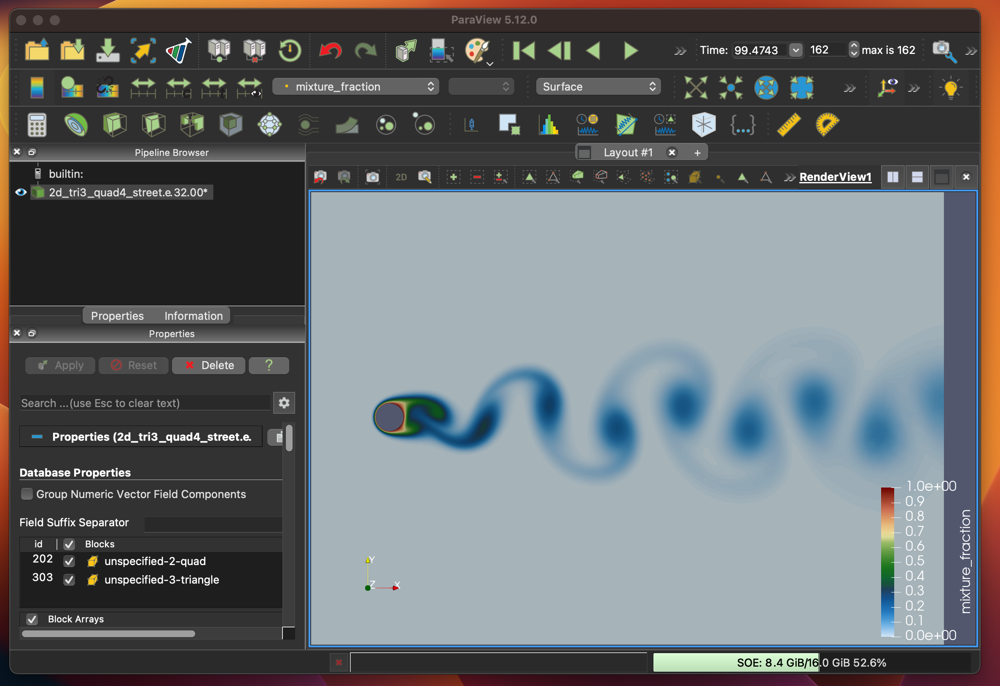 ParaView 5.12.0
Time: 99.4743 162 max is 162
c t
mixture_fraction Surface
{...}
Pipeline Browser
Layout #1 +
builtin:
2D
RenderView1
2d_tri3_quad4_street.e.32.00*
Properties Information
Properties
Apply Reset Delete ?
Search ...(use Esc to clear text)
Properties (2d_tri3_quad4_street.e.
Database Properties
Group Numeric Vector Field Components
Field Suffix Separator
id Blocks
202 unspecified-2-quad
303 unspecified-3-triangle
Block Arrays
Y
Z X
1.0e+00
0.9
0.8
0.7
0.6
0.5
0.4
0.3
0.2
0.1
0.0e+00
mixture_fraction
SOE: 8.4 GiB/16.0 GiB 52.6%